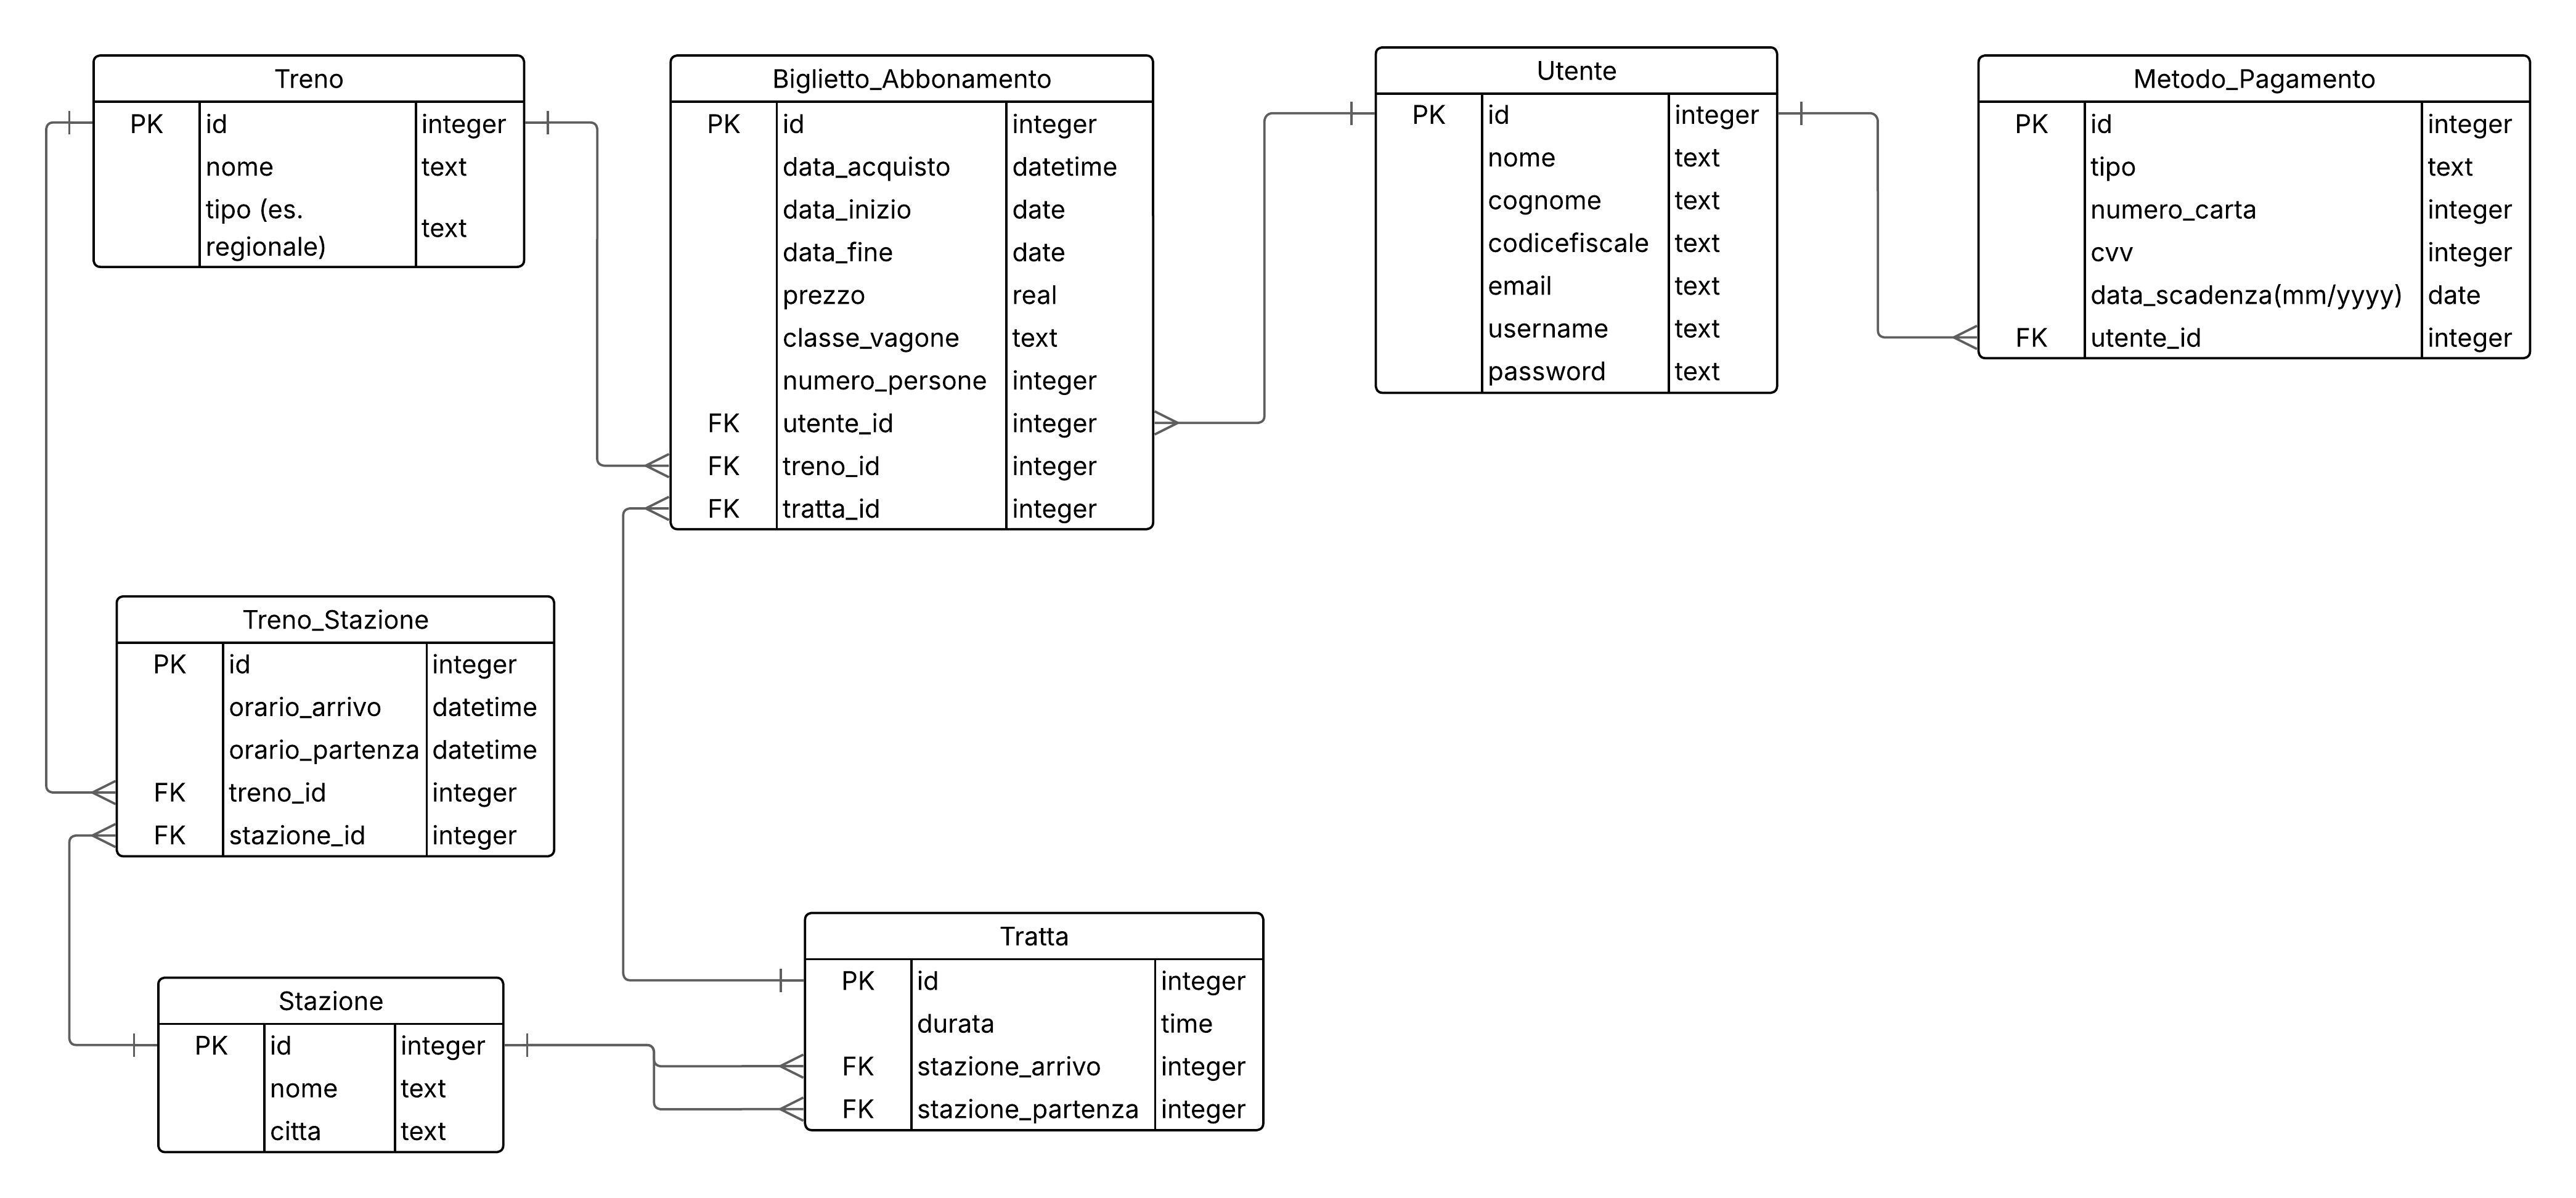 Treno
PK id integer
nome text
tipo (es. regionale) text
Biglietto_Abbonamento
PK id integer
data_acquisto datetime
data_inizio date
data_fine date
prezzo real
classe_vagone text
numero_persone integer
FK utente_id integer
FK treno_id integer
FK tratta_id integer
Utente
PK id integer
nome text
cognome text
codicefiscale text
email text
username text
password text
Metodo_Pagamento
PK id integer
tipo text
numero_carta integer
cvv integer
data_scadenza(mm/yyyy) date
FK utente_id integer
Treno_Stazione
PK id integer
orario_arrivo datetime
orario_partenza datetime
FK treno_id integer
FK stazione_id integer
Stazione
PK id integer
nome text
citta text
Tratta
PK id integer
durata time
FK stazione_arrivo integer
FK stazione_partenza integer